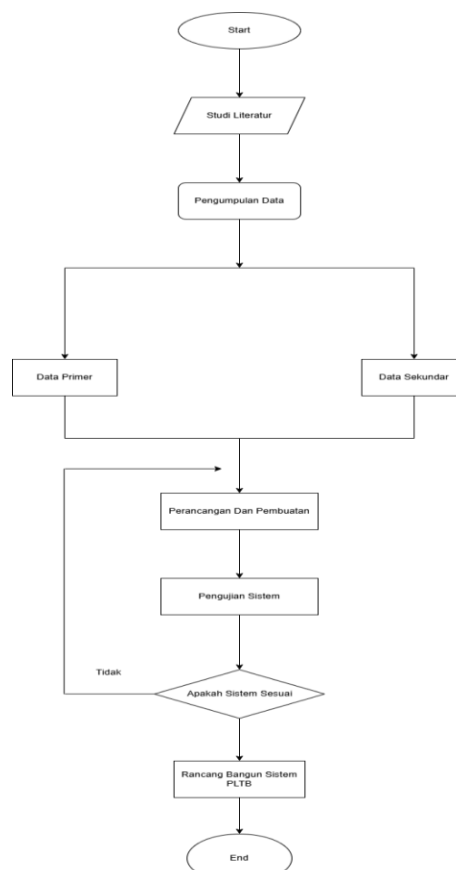 Start
Studi Literatur
Pengumpulan Data
Data Primer
Data Sekundar
Perancangan Dan Pembuatan
Pengujian Sistem
Tidak
Apakah Sistem Sesuai
Rancang Bangun Sistem
PLTB
End